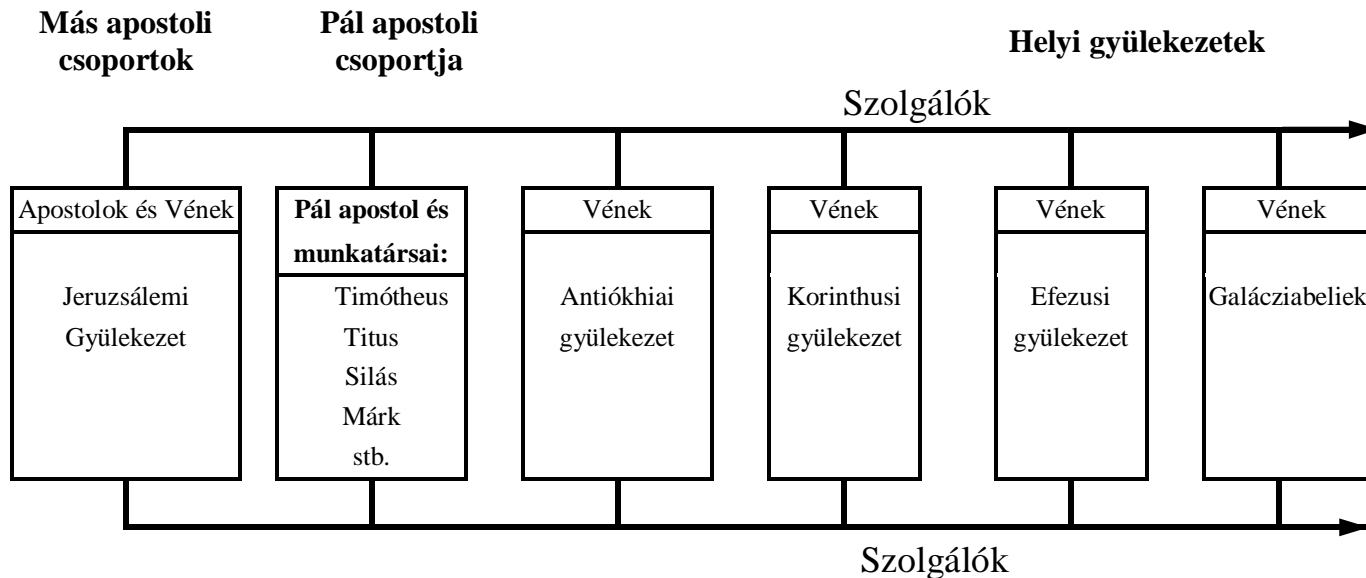 Más apostoli
csoportok
Pál apostoli
csoportja
Helyi gyülekezetek
Szolgálók
Apostolok és Vének
Jeruzsálemi
Gyülekezet
Pál apostol és
munkatársai:
Timótheus
Titus
Silás
Márk
stb.
Vének
Antiókhiai
gyülekezet
Vének
Korinthusi
gyülekezet
Vének
Efezusi
gyülekezet
Vének
Galácziabeliek
Szolgálók